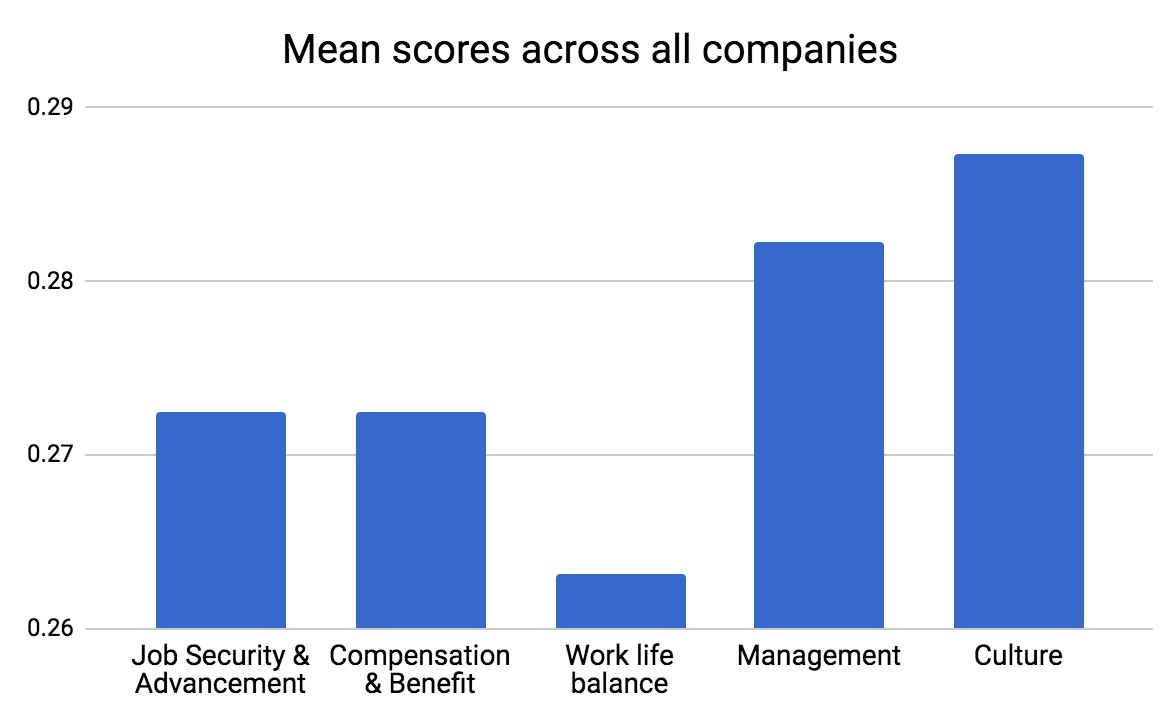 Mean scores across all companies
0.29
0.28
0.27
0.26
Job Security &
Advancement
Compensation
& Benefit
Work life
balance
Management
Culture